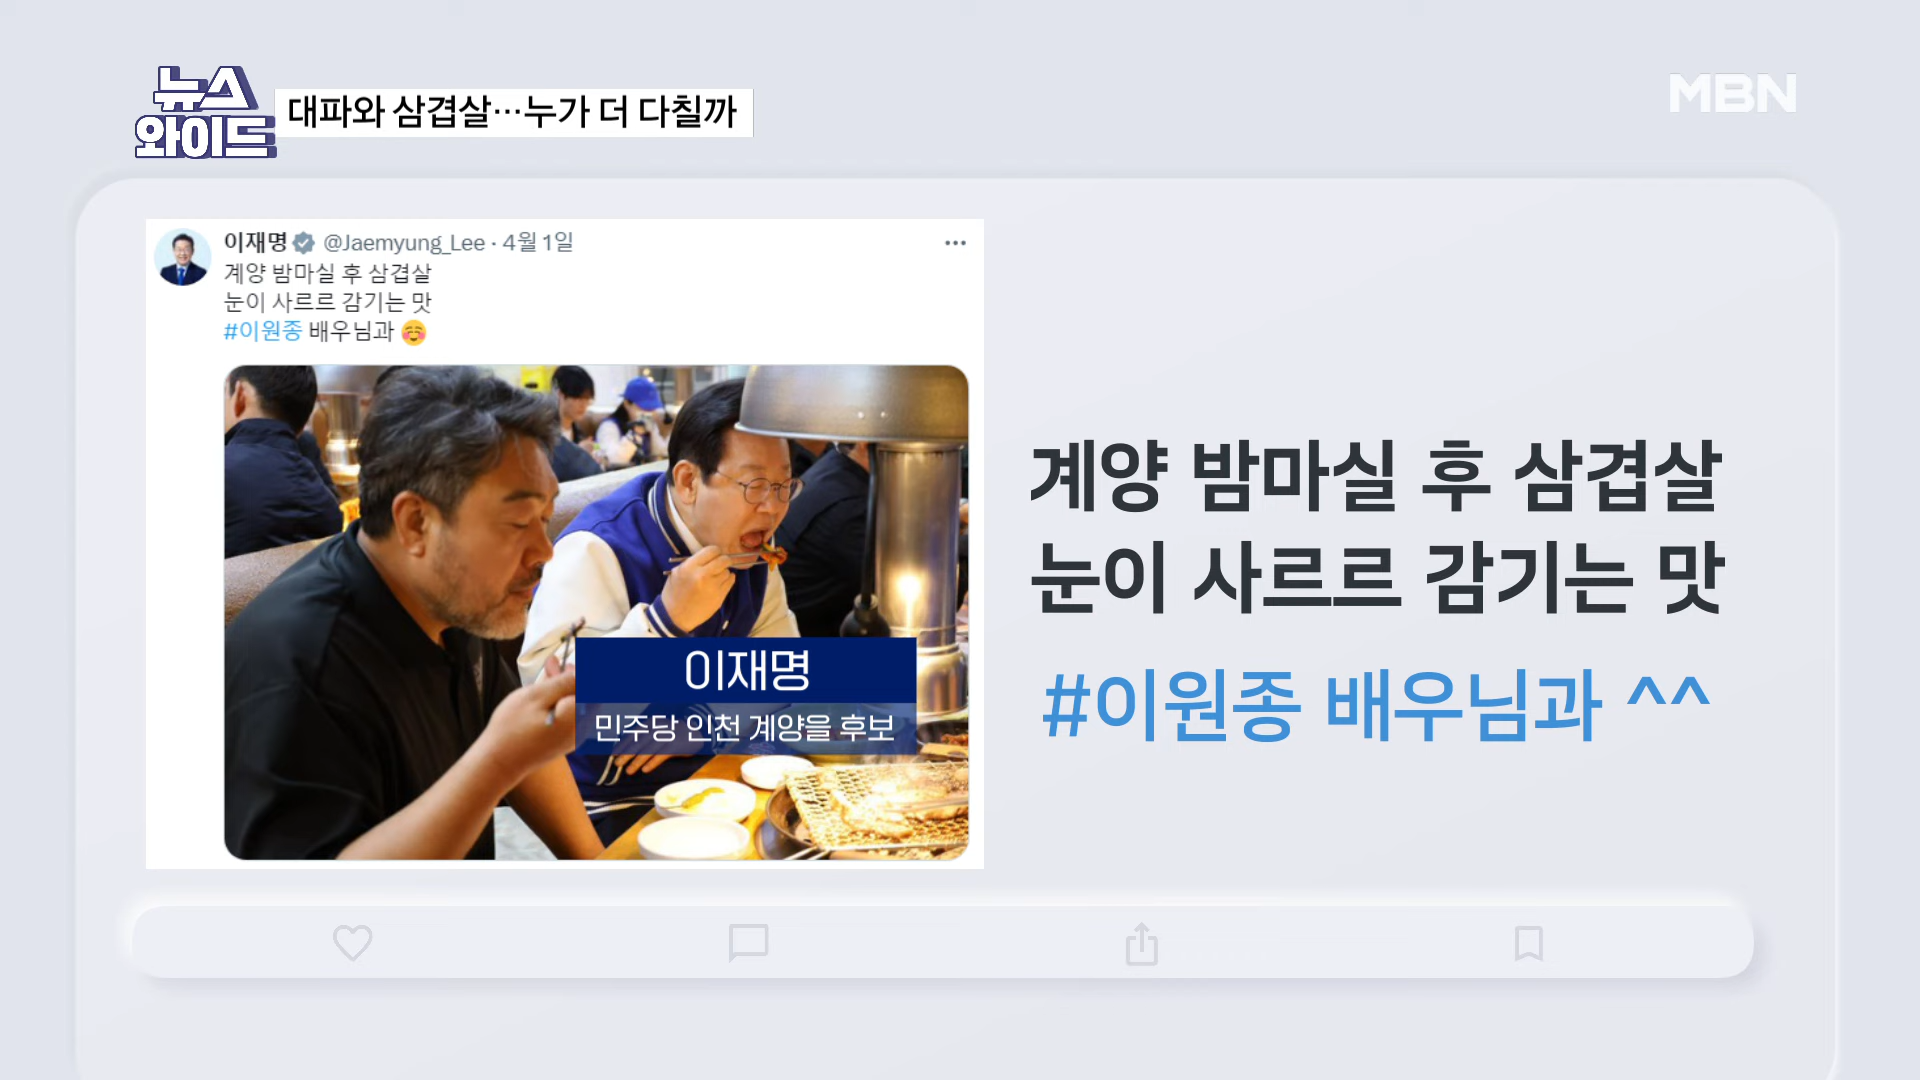 뉴스
와이드
대파와 삼겹살…누가 더 다칠까
MBN
이재명 @Jaemyung_Lee · 4월 1일
계양 밤마실 후 삼겹살
눈이 사르르 감기는 맛
#이원종 배우님과 ☺️
이재명
민주당 인천 계양을 후보
계양 밤마실 후 삼겹살
눈이 사르르 감기는 맛
#이원종 배우님과 ^^